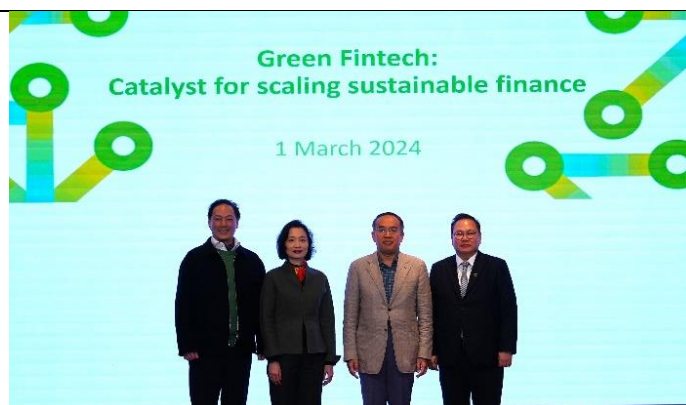 Green Fintech:
Catalyst for scaling sustainable finance
1 March 2024